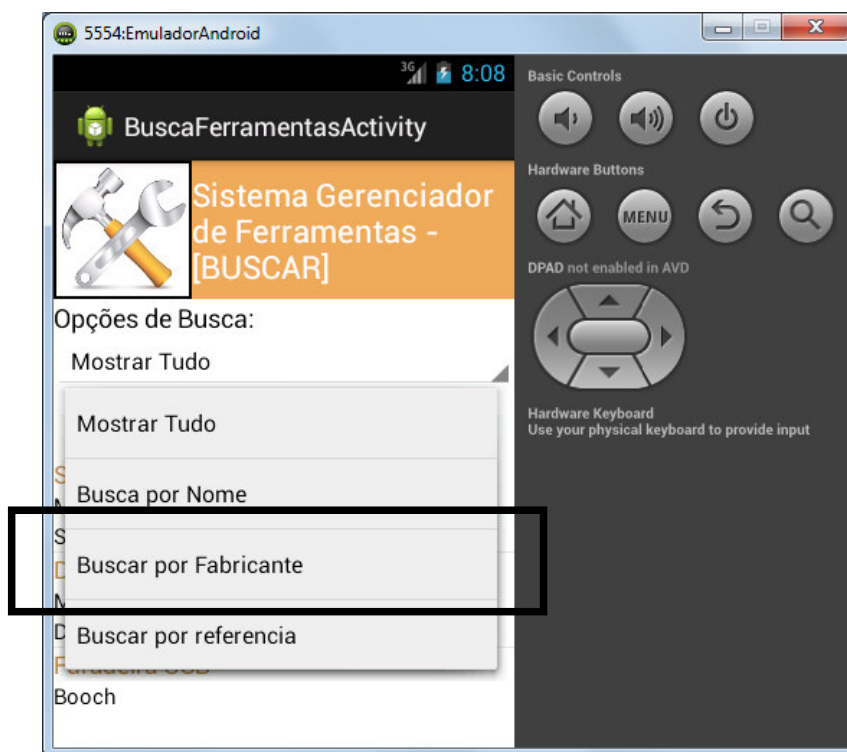 5554:EmuladorAndroid
3G 8:08
BuscaFerramentasActivity
Sistema Gerenciador
de Ferramentas -
[BUSCAR]
Opções de Busca:
Mostrar Tudo
Mostrar Tudo
Busca por Nome
Buscar por Fabricante
Buscar por referencia
Booch
Basic Controls
Hardware Buttons
MENU
DPAD not enabled in AVD
Hardware Keyboard
Use your physical keyboard to provide input